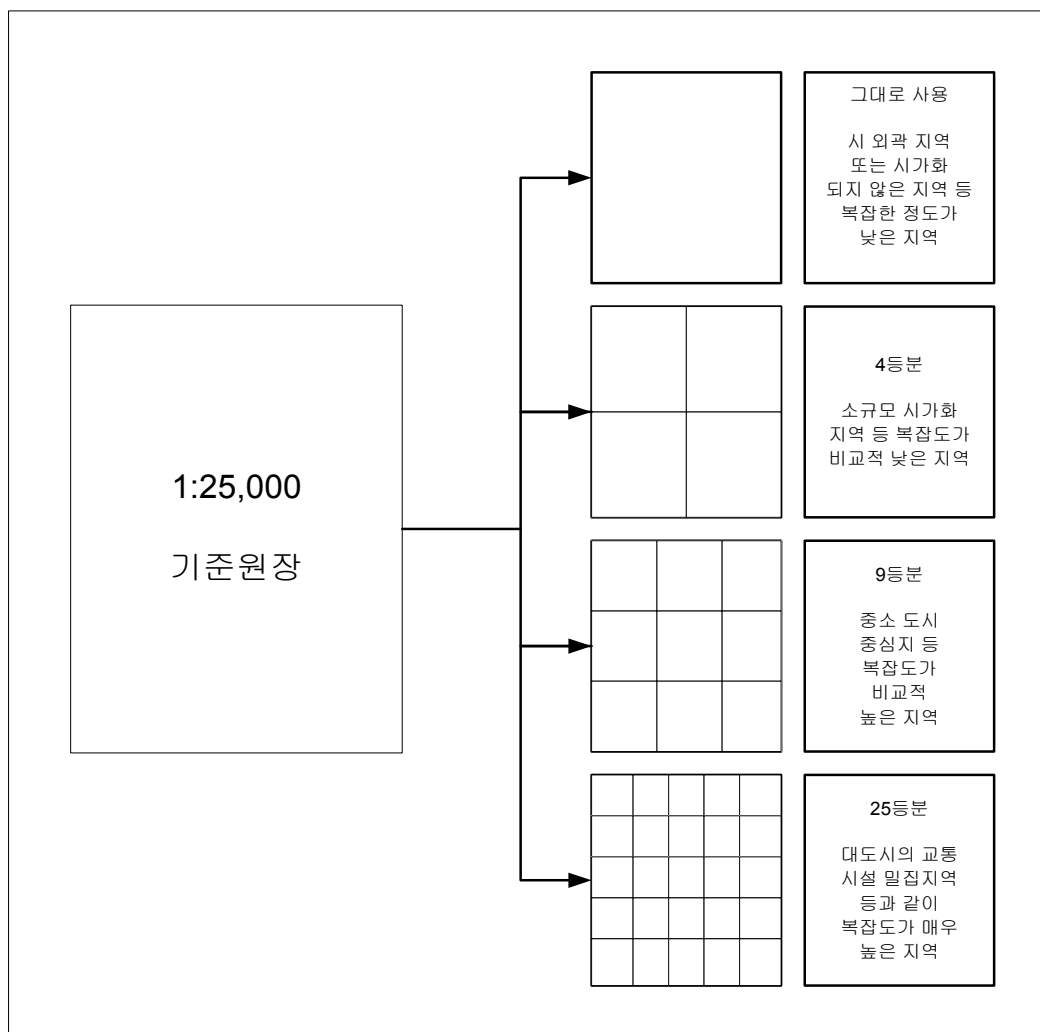 1:25,000
기준원장
그대로 사용
시 외곽 지역
또는 시가화
되지 않은 지역 등
복잡한 정도가
낮은 지역
4등분
소규모 시가화
지역 등 복잡도가
비교적 낮은 지역
9등분
중소 도시
중심지 등
복잡도가
비교적
높은 지역
25등분
대도시의 교통
시설 밀집지역
등과 같이
복잡도가 매우
높은 지역